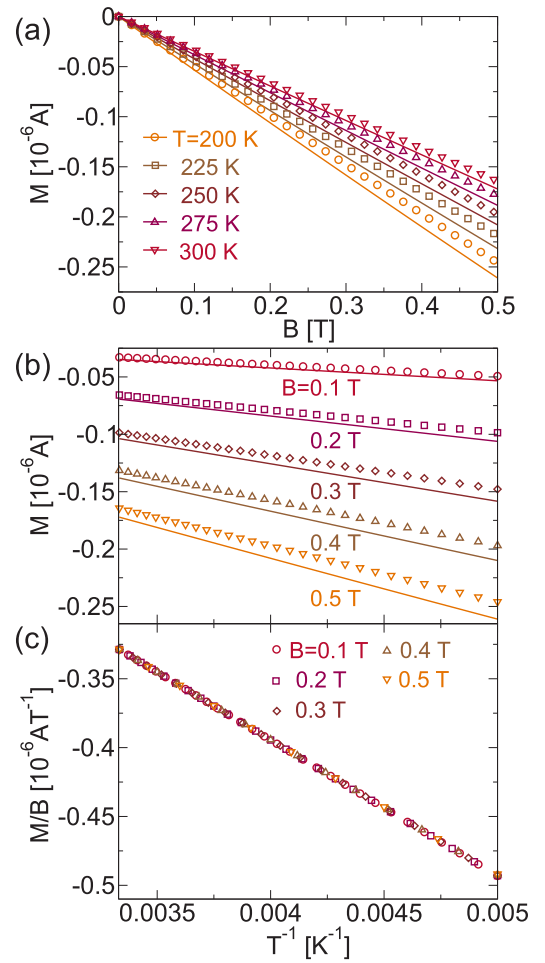 (a)
0
-0.05
-0.1
-0.15
-0.2
-0.25
M [10⁻⁶A]
T=200 K
225 K
250 K
275 K
300 K
0 0.1 0.2 0.3 0.4 0.5
B [T]
(b)
-0.05
-0.1
-0.15
-0.2
-0.25
M [10⁻⁶A]
B=0.1 T
0.2 T
0.3 T
0.4 T
0.5 T
(c)
-0.35
-0.4
-0.45
-0.5
M/B [10⁻⁶AT⁻¹]
B=0.1 T 0.4 T
0.2 T 0.5 T
0.3 T
0.0035 0.004 0.0045 0.005
T⁻¹ [K⁻¹]